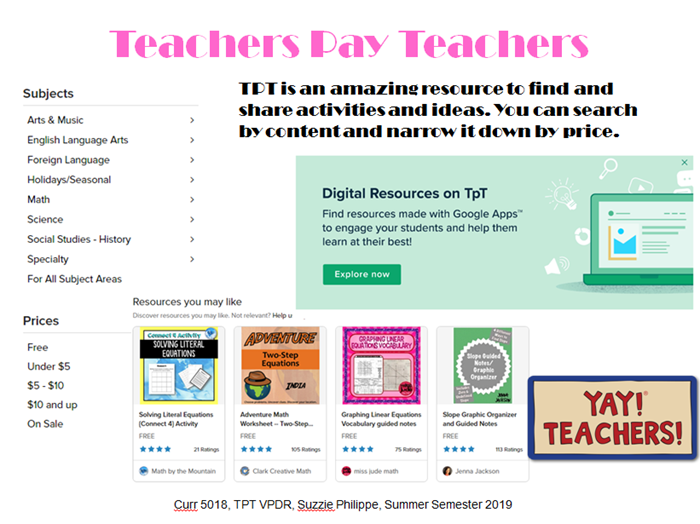 Teachers Pay Teachers
TPT is an amazing resource to find and
share activities and ideas. You can search
by content and narrow it down by price.
Subjects
Arts & Music
English Language Arts
Foreign Language
Holidays/Seasonal
Math
Science
Social Studies - History
Specialty
For All Subject Areas
Prices
Free
Under $5
$5 - $10
$10 and up
On Sale
Digital Resources on TpT
Find resources made with Google Apps™
to engage your students and help them
learn at their best!
Explore now
Resources you may like
Discover resources you may like. Not relevant? Help u
Connect 4 Activity
SOLVING LITERAL
EQUATIONS
Solving Literal Equations
(Connect 4) Activity
FREE
21 Ratings
Math by the Mountain
ADVENTURE
Two-Step
Equations
INDIA
Adventure Math
Worksheet -- Two-Step...
FREE
105 Ratings
Clark Creative Math
GRAPHING LINEAR
EQUATIONS VOCABULARY
Graphing Linear Equations
Vocabulary guided notes
FREE
75 Ratings
miss jude math
Slope Guided
Notes/
Graphic
Organizer
Slope Graphic Organizer
and Guided Notes
FREE
113 Ratings
Jenna Jackson
YAY!®
TEACHERS!
Curr 5018, TPT VPDR, Suzzie Philippe, Summer Semester 2019